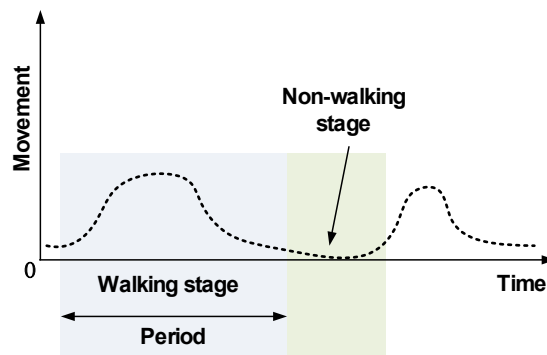 Movement
Non-walking
stage
0
Walking stage
Time
Period